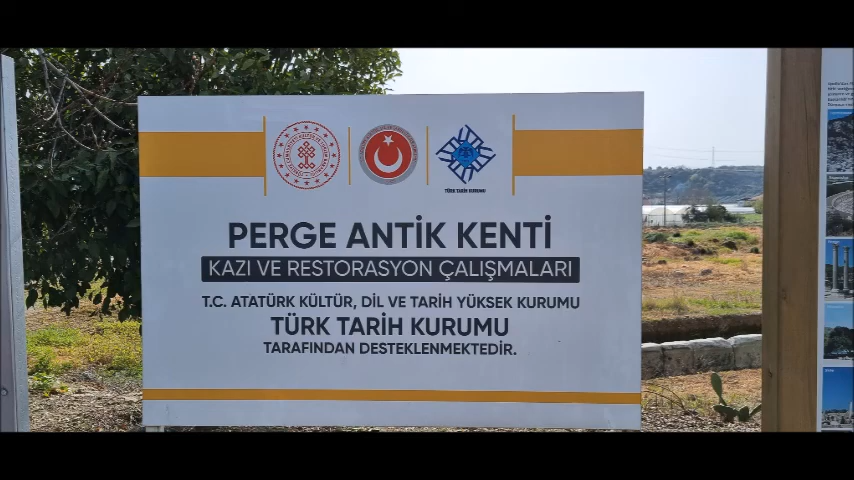 TÜRK TARİH KURUMU
PERGE ANTİK KENTİ
KAZI VE RESTORASYON ÇALIŞMALARI
T.C. ATATÜRK KÜLTÜR, DİL VE TARİH YÜKSEK KURUMU
TÜRK TARİH KURUMU
TARAFINDAN DESTEKLENMEKTEDİR.